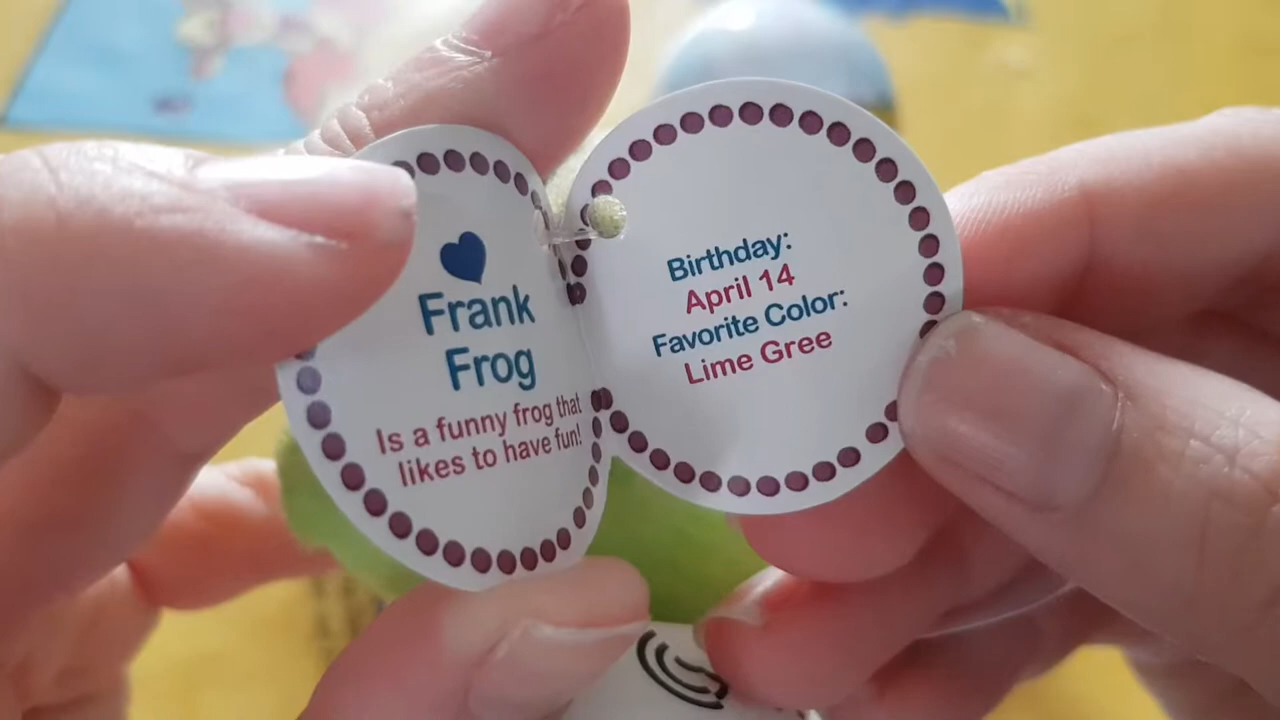 Frank
Frog
Is a funny frog that
likes to have fun!
Birthday:
April 14
Favorite Color:
Lime Gree